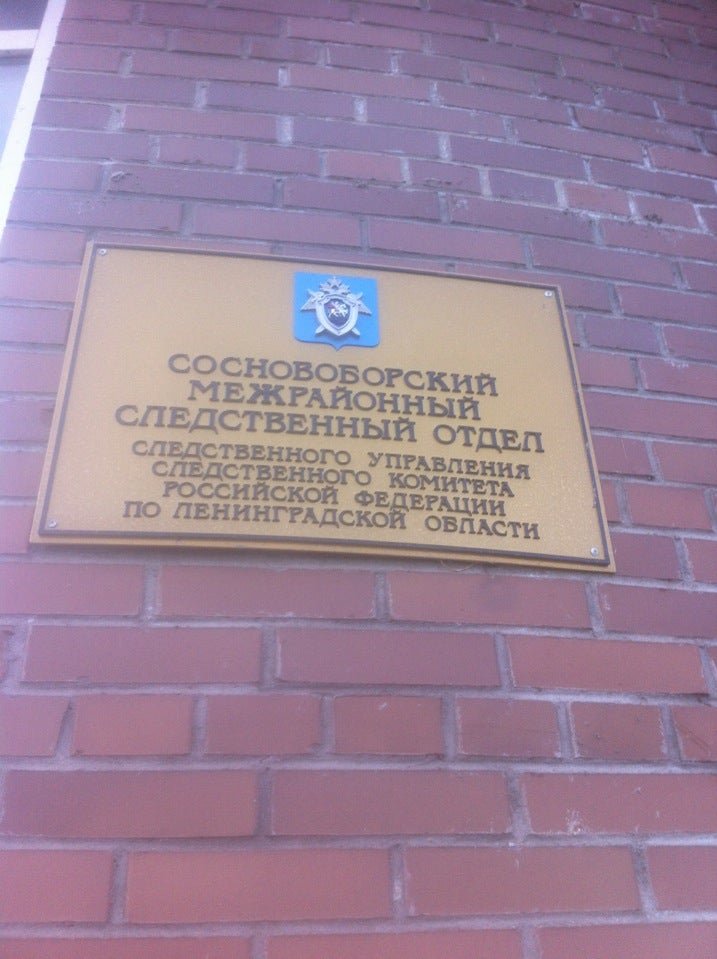 СОСНОВОБОРСКИЙ
МЕЖРАЙОННЫЙ
СЛЕДСТВЕННЫЙ ОТДЕЛ
СЛЕДСТВЕННОГО УПРАВЛЕНИЯ
СЛЕДСТВЕННОГО КОМИТЕТА
РОССИЙСКОЙ ФЕДЕРАЦИИ
ПО ЛЕНИНГРАДСКОЙ ОБЛАСТИ